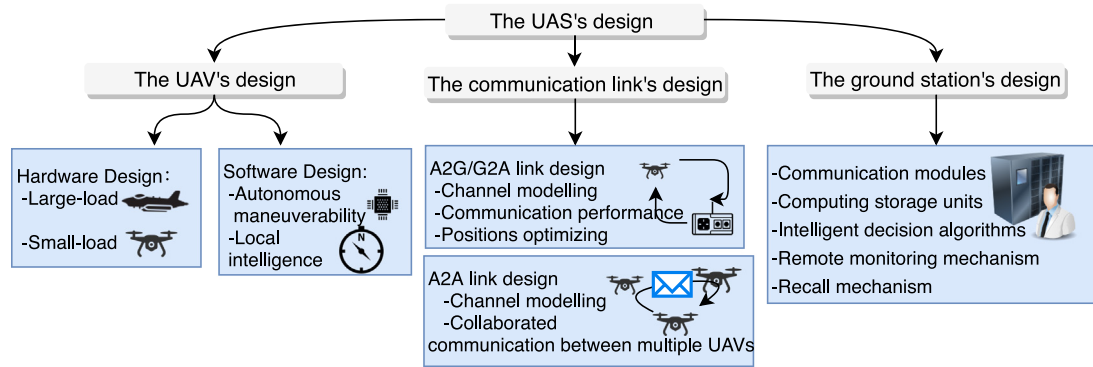 The UAS's design
The UAV's design
The communication link's design
The ground station's design
Hardware Design：
-Large-load
-Small-load
Software Design:
-Autonomous
maneuverability
-Local
intelligence
N
A2G/G2A link design
-Channel modelling
-Communication performance
-Positions optimizing
A2A link design
-Channel modelling
-Collaborated
communication between multiple UAVs
-Communication modules
-Computing storage units
-Intelligent decision algorithms
-Remote monitoring mechanism
-Recall mechanism